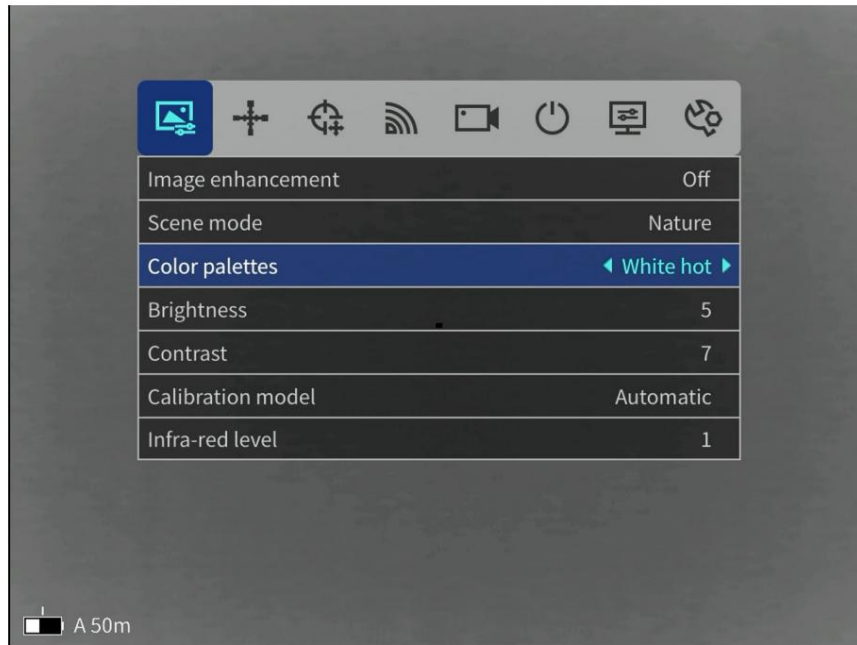 Image enhancement Off
Scene mode Nature
Color palettes White hot
Brightness 5
Contrast 7
Calibration model Automatic
Infra-red level 1
A 50m